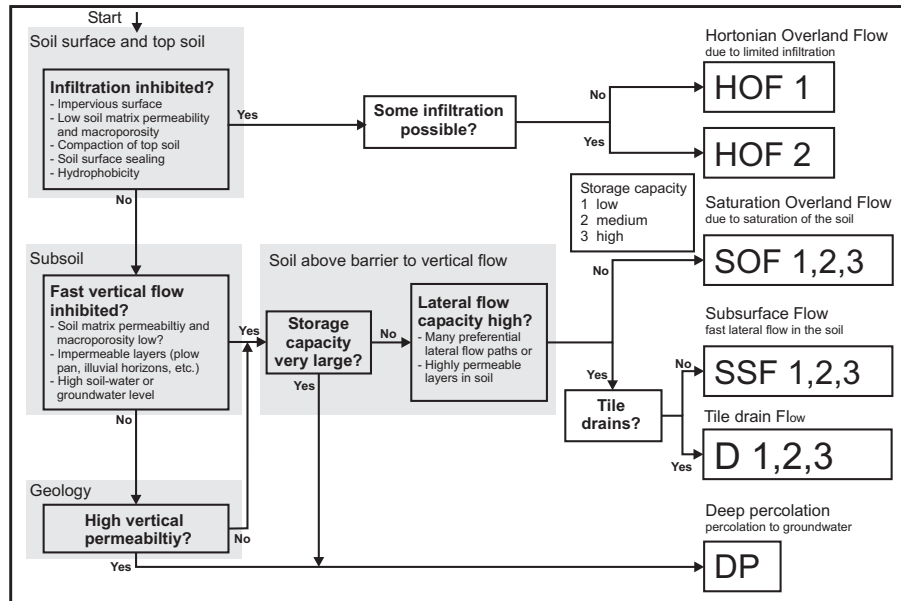 Start
Soil surface and top soil
Infiltration inhibited?
- Impervious surface
- Low soil matrix permeability
and macroporosity
- Compaction of top soil
- Soil surface sealing
- Hydrophobicity
Yes
No
Some infiltration
possible?
No
Yes
Hortonian Overland Flow
due to limited infiltration
HOF 1
HOF 2
Storage capacity
1 low
2 medium
3 high
Saturation Overland Flow
due to saturation of the soil
SOF 1,2,3
Subsoil
Fast vertical flow
inhibited?
- Soil matrix permeabiltiy and
macroporosity low?
- Impermeable layers (plow
pan, illuvial horizons, etc.)
- High soil-water or
groundwater level
Yes
No
Soil above barrier to vertical flow
Storage
capacity
very large?
No
Yes
Lateral flow
capacity high?
- Many preferential
lateral flow paths or
- Highly permeable
layers in soil
No
Yes
Tile
drains?
No
Yes
Subsurface Flow
fast lateral flow in the soil
SSF 1,2,3
Tile drain Flow
D 1,2,3
Geology
High vertical
permeabiltiy?
No
Yes
Deep percolation
percolation to groundwater
DP